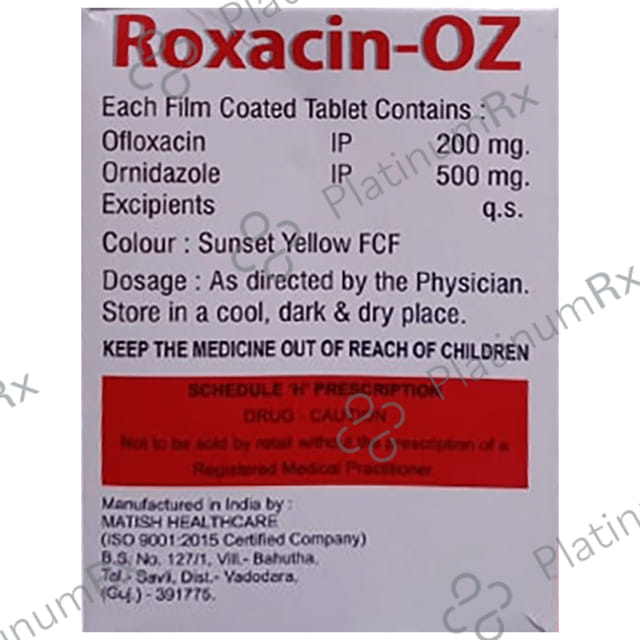 Roxacin-OZ
Each Film Coated Tablet Contains :
Ofloxacin IP 200 mg.
Ornidazole IP 500 mg.
Excipients q.s.
Colour : Sunset Yellow FCF
Dosage : As directed by the Physician.
Store in a cool, dark & dry place.
KEEP THE MEDICINE OUT OF REACH OF CHILDREN
SCHEDULE 'H' PRESCRIPTION
DRUG - CAUTION
Not to be sold by retail without the prescription of a
Registered Medical Practitioner
Manufactured in India by :
MATISH HEALTHCARE
(ISO 9001:2015 Certified Company)
B.S. No. 127/1, Vill.- Bahutha,
Tal.- Savli, Dist.- Vadodara,
(Guj.) - 391775.
PlatinumRx
PlatinumRx
PlatinumRx
PlatinumRx